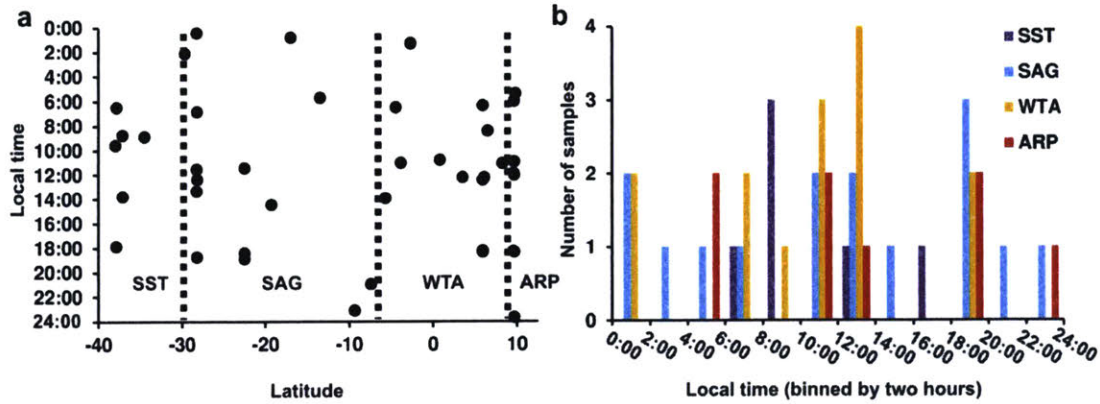 a
0:00
2:00
4:00
6:00
8:00
10:00
12:00
14:00
16:00
18:00
20:00
22:00
24:00
Local time
SST SAG WTA ARP
-40 -30 -20 -10 0 10
Latitude
b
4
3
2
1
0
Number of samples
SST
SAG
WTA
ARP
0:00 2:00 4:00 6:00 8:00 10:00 12:00 14:00 16:00 18:00 20:00 22:00 24:00
Local time (binned by two hours)